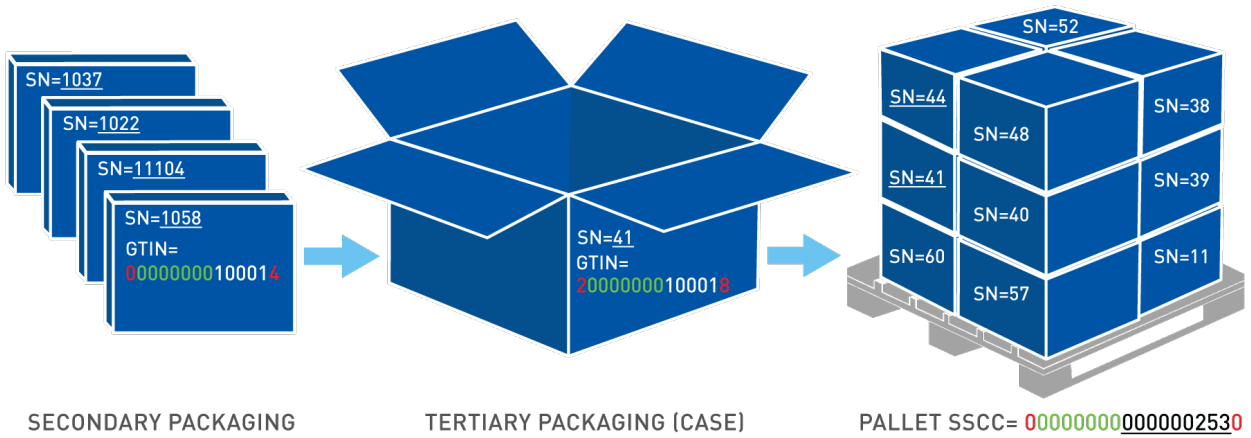 SN=1037
SN=1022
SN=11104
SN=1058
GTIN=
00000000100014
SECONDARY PACKAGING
SN=41
GTIN=
20000000100018
TERTIARY PACKAGING (CASE)
SN=52
SN=44
SN=48
SN=38
SN=41
SN=40
SN=39
SN=60
SN=57
SN=11
PALLET SSCC= 000000000000002530